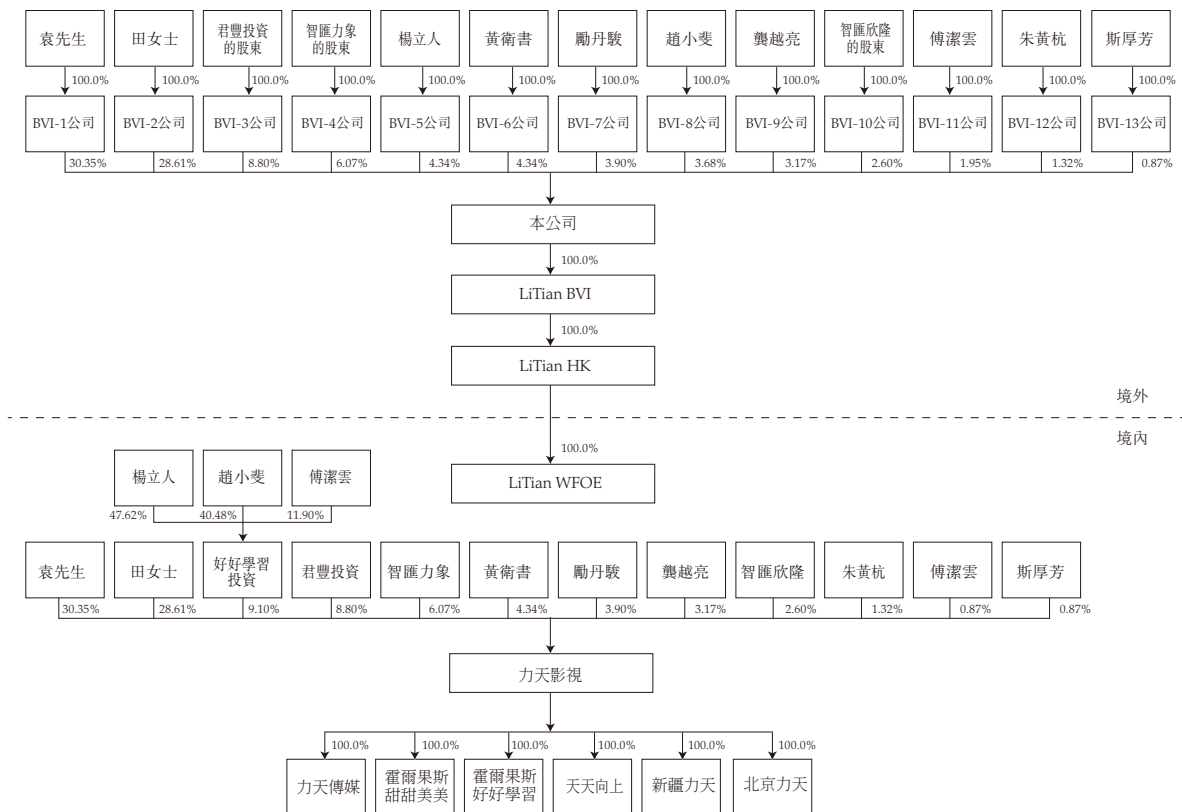 袁先生
田女士
君豐投資
的股東
智匯力象
的股東
楊立人
黃衛書
勵丹駿
趙小斐
龔越亮
智匯欣隆
的股東
傅潔雲
朱黃杭
斯厚芳
100.0% 100.0% 100.0% 100.0% 100.0% 100.0% 100.0% 100.0% 100.0% 100.0% 100.0% 100.0% 100.0%
BVI-1公司 BVI-2公司 BVI-3公司 BVI-4公司 BVI-5公司 BVI-6公司 BVI-7公司 BVI-8公司 BVI-9公司 BVI-10公司 BVI-11公司 BVI-12公司 BVI-13公司
30.35% 28.61% 8.80% 6.07% 4.34% 4.34% 3.90% 3.68% 3.17% 2.60% 1.95% 1.32% 0.87%
本公司
100.0%
LiTian BVI
100.0%
LiTian HK
境外
境內
100.0%
LiTian WFOE
楊立人 趙小斐 傅潔雲
47.62% 40.48% 11.90%
袁先生
田女士
好好學習
投資
君豐投資
智匯力象
黃衛書
勵丹駿
龔越亮
智匯欣隆
朱黃杭
傅潔雲
斯厚芳
30.35% 28.61% 9.10% 8.80% 6.07% 4.34% 3.90% 3.17% 2.60% 1.32% 0.87% 0.87%
力天影視
100.0% 100.0% 100.0% 100.0% 100.0% 100.0%
力天傳媒
霍爾果斯
甜甜美美
霍爾果斯
好好學習
天天向上
新疆力天
北京力天